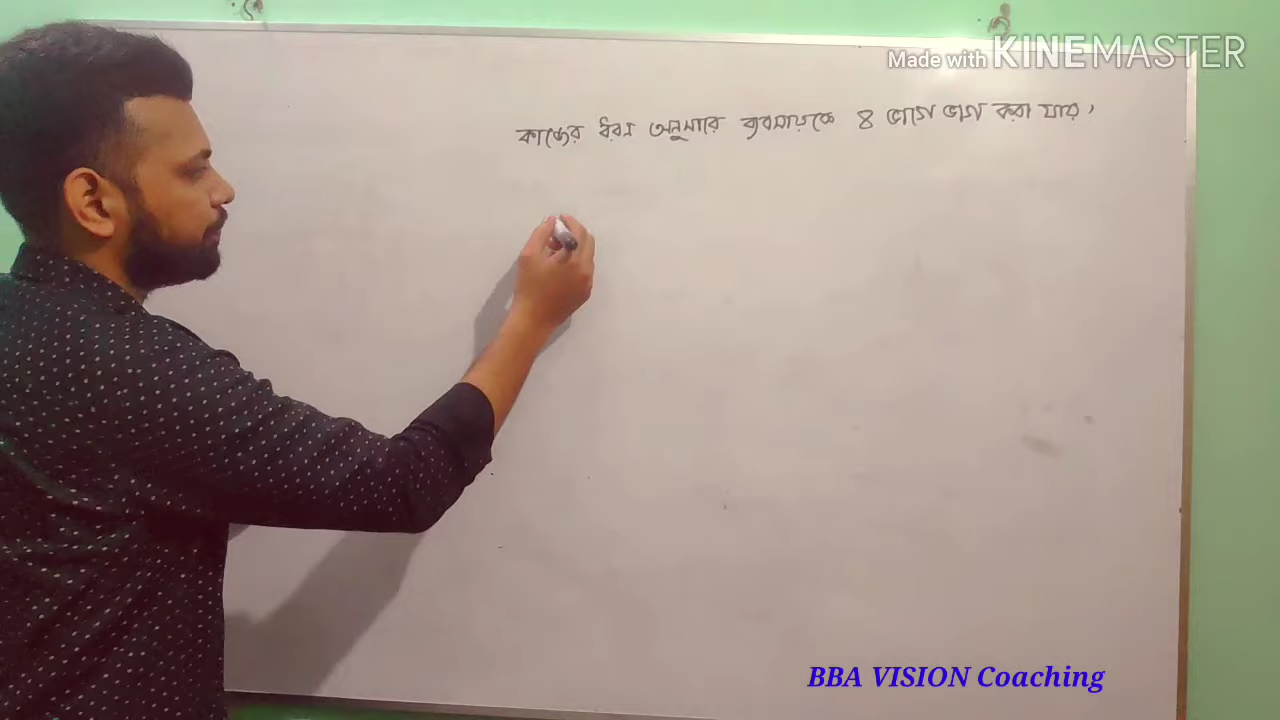 Made with KINEMASTER
কাজের ধরন অনুসারে ব্যবসায়কে ৪ ভাগে ভাগ করা যায়,
BBA VISION Coaching